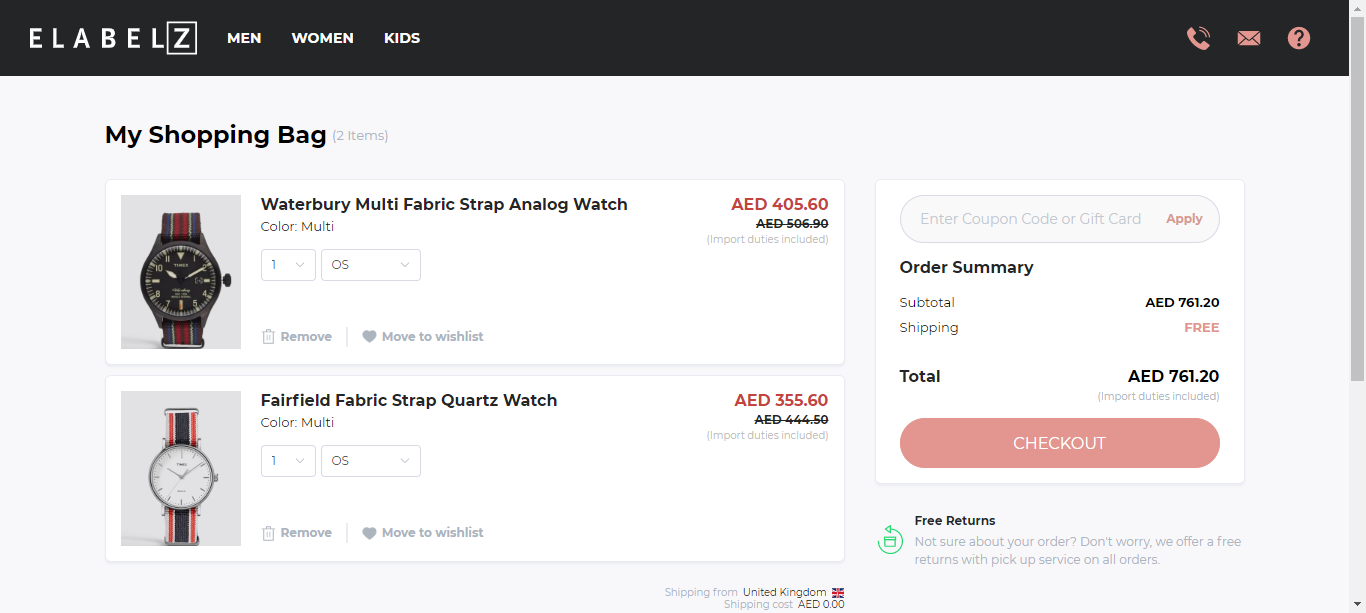 ELABELZ MEN WOMEN KIDS
My Shopping Bag (2 Items)
Waterbury Multi Fabric Strap Analog Watch
Color: Multi
AED 405.60
AED 506.90
(Import duties included)
1 OS
Remove Move to wishlist
TIMEX
Fairfield Fabric Strap Quartz Watch
Color: Multi
AED 355.60
AED 444.50
(Import duties included)
1 OS
Remove Move to wishlist
TIMEX
Shipping from United Kingdom
Shipping cost AED 0.00
Enter Coupon Code or Gift Card Apply
Order Summary
Subtotal AED 761.20
Shipping FREE
Total AED 761.20
(Import duties included)
CHECKOUT
Free Returns
Not sure about your order? Don't worry, we offer a free
returns with pick up service on all orders.